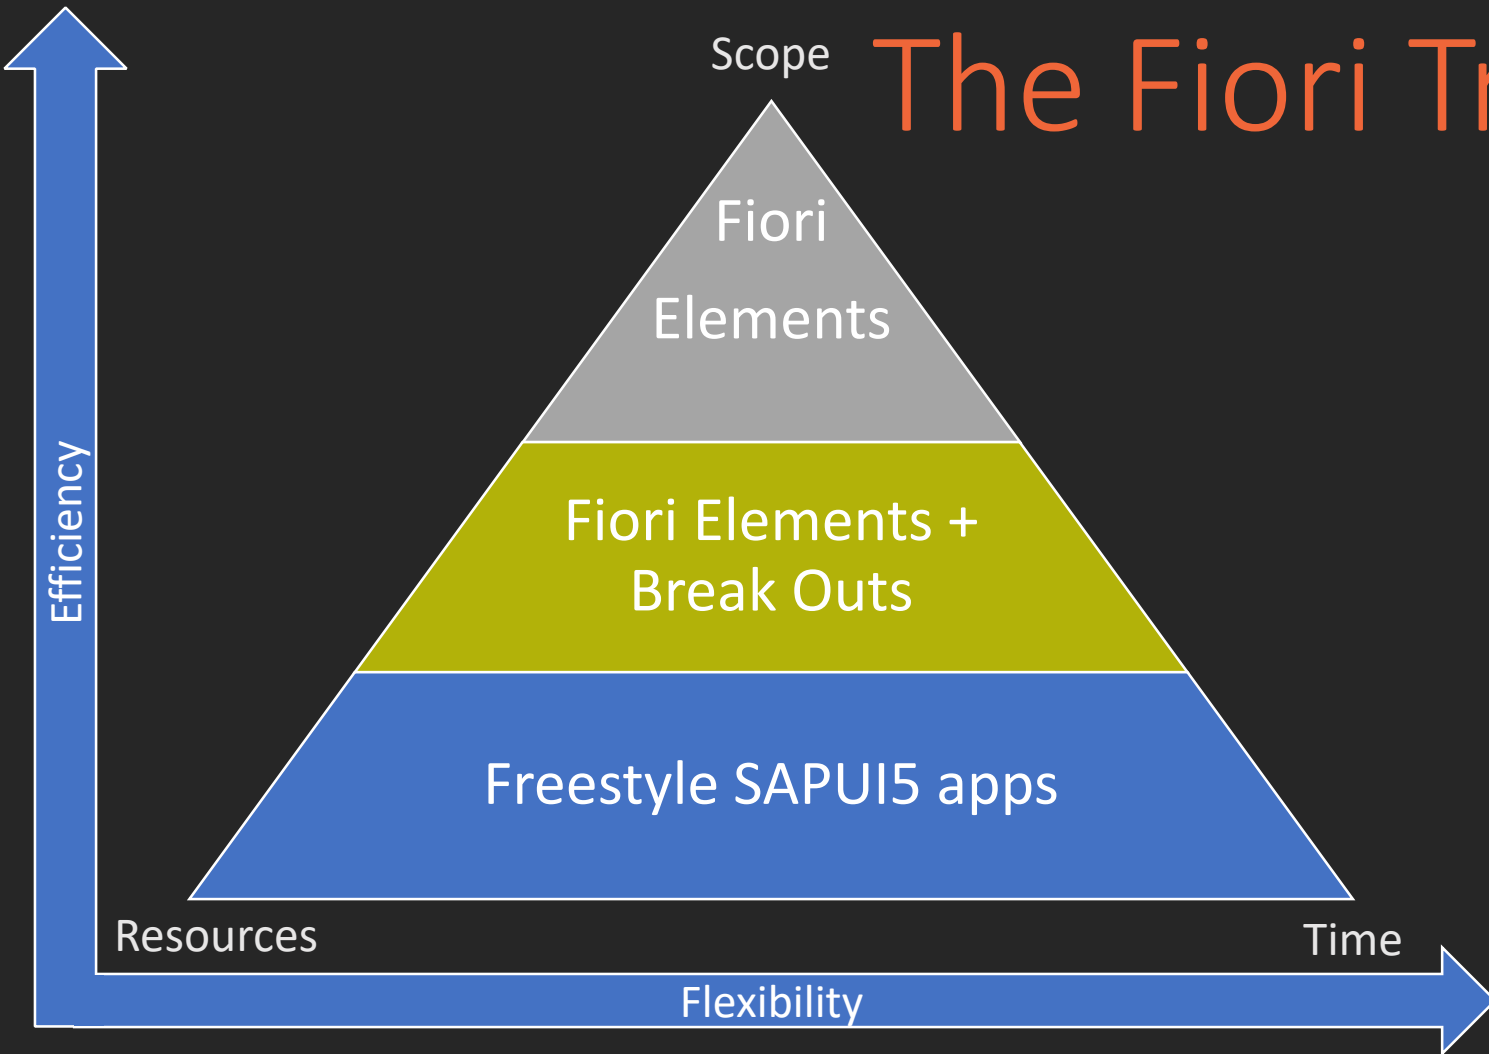 The Fiori
Scope
Fiori
Elements
Fiori Elements +
Break Outs
Freestyle SAPUI5 apps
Efficiency
Resources
Time
Flexibility